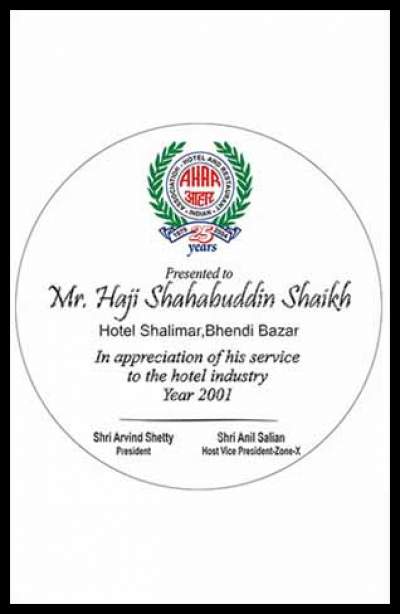 ASSOCIATION · HOTEL AND RESTAURANT
AHAR
आहार
· INDIAN ·
1979 25 2004
years
Presented to
Mr. Haji Shahabuddin Shaikh
Hotel Shalimar,Bhendi Bazar
In appreciation of his service
to the hotel industry
Year 2001
Shri Arvind Shetty Shri Anil Salian
President Host Vice President-Zone-X